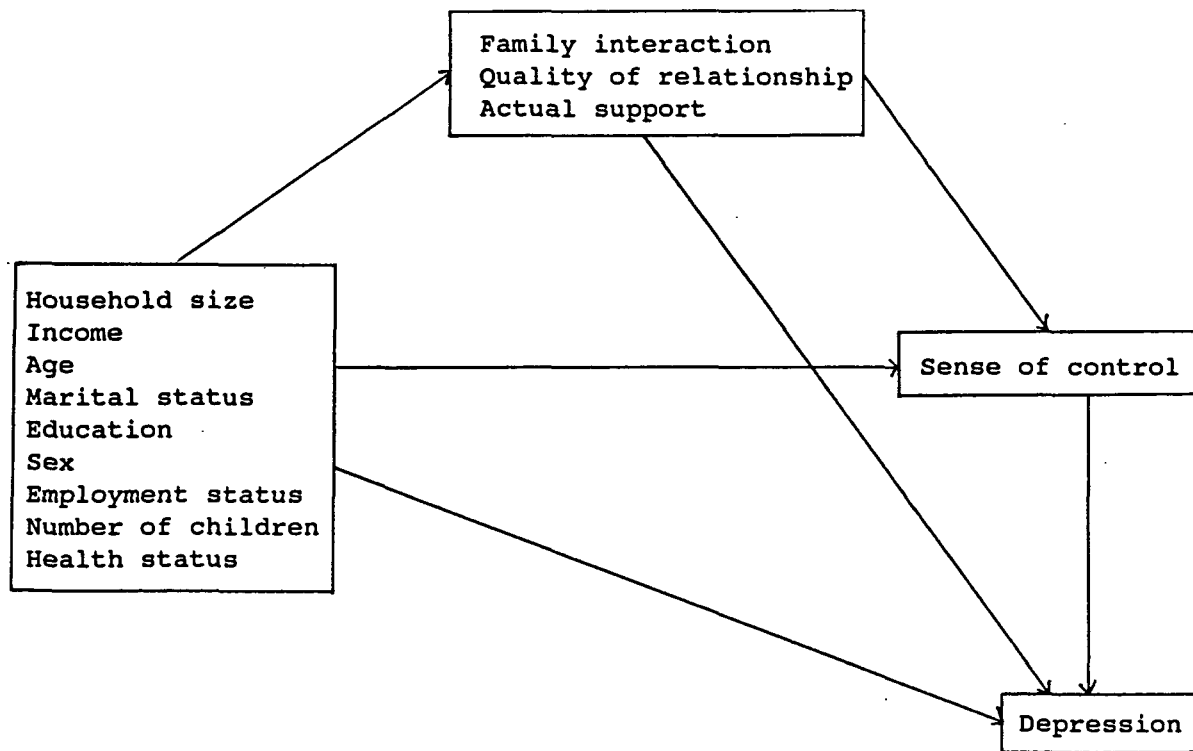 Family interaction
Quality of relationship
Actual support
Household size
Income
Age
Marital status
Education
Sex
Employment status
Number of children
Health status
Sense of control
Depression